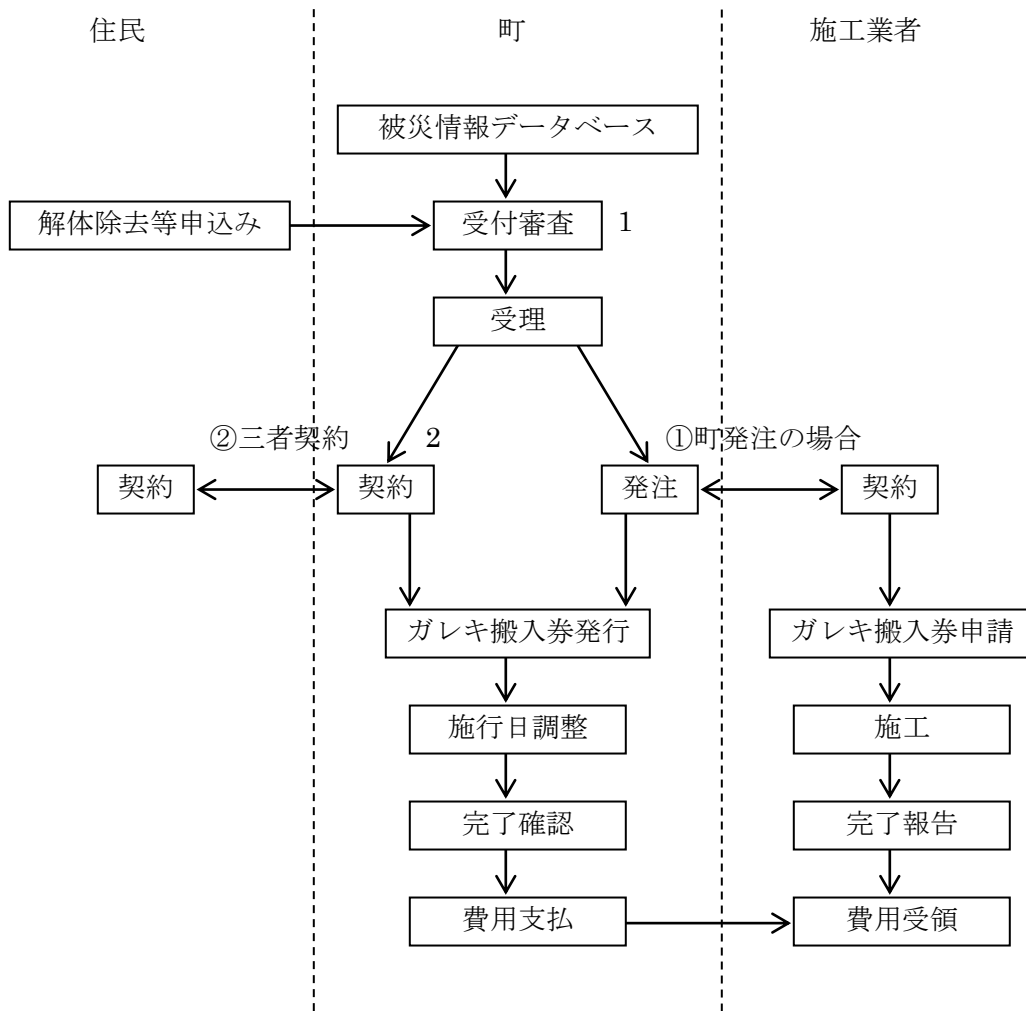 住民
町
施工業者
被災情報データベース
解体除去等申込み
受付審査
1
受理
②三者契約
2
①町発注の場合
契約
契約
発注
契約
ガレキ搬入券発行
ガレキ搬入券申請
施行日調整
施工
完了確認
完了報告
費用支払
費用受領